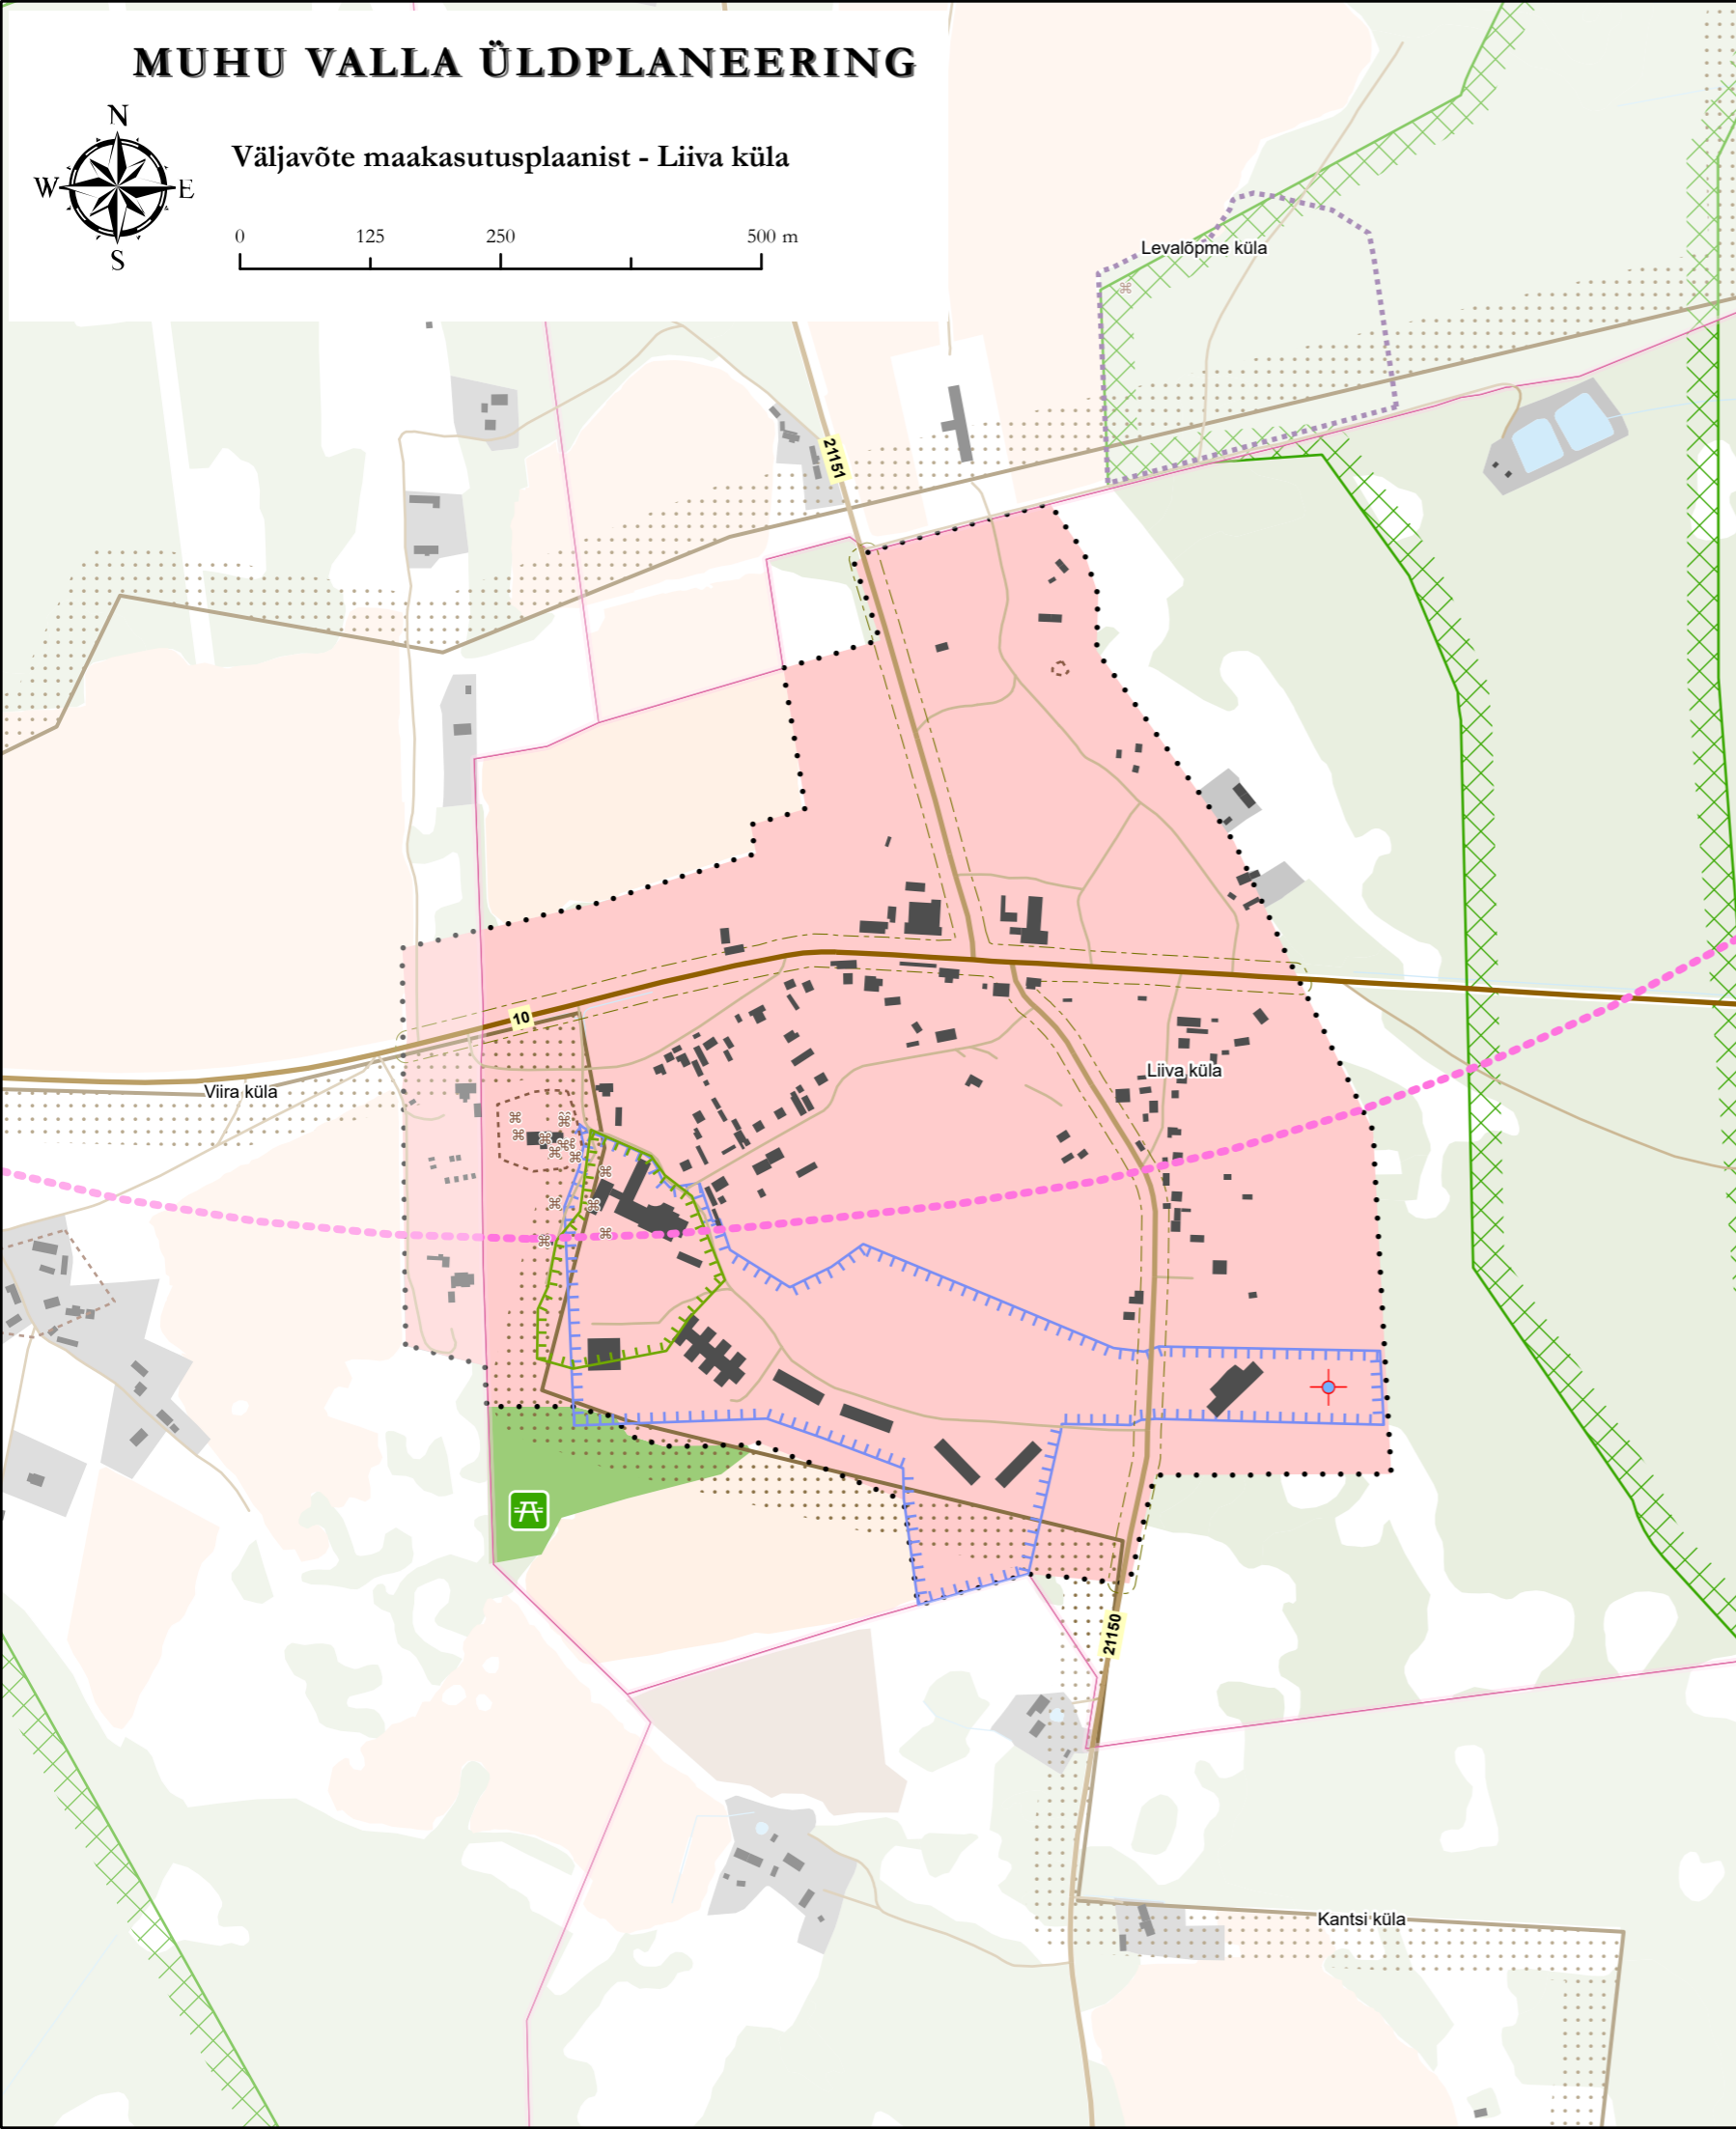 MUHU VALLA ÜLDPLANEERING
N
Väljavõte maakasutusplaanist - Liiva küla
W
E
S
0 125 250 500 m
Levalõpme küla
21151
10
Liiva küla
Viira küla
21150
Kantsi küla